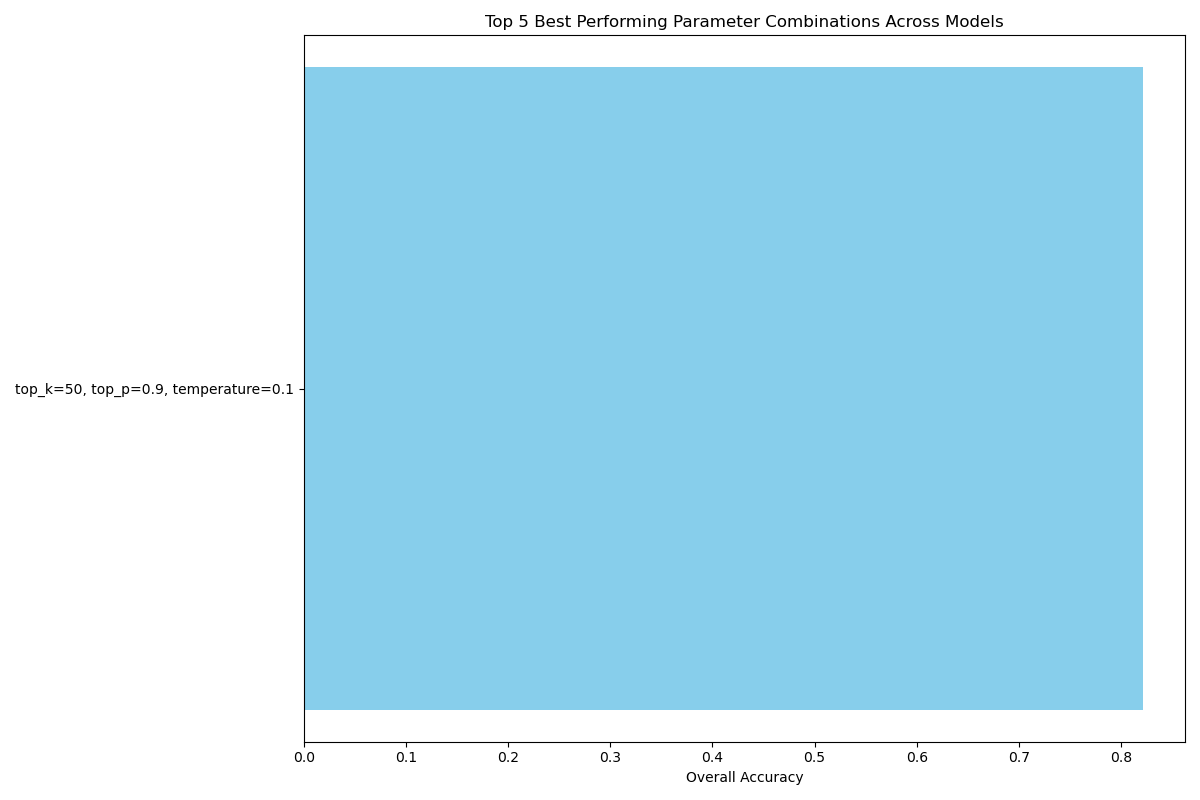 Top 5 Best Performing Parameter Combinations Across Models
top_k=50, top_p=0.9, temperature=0.1
0.0 0.1 0.2 0.3 0.4 0.5 0.6 0.7 0.8
Overall Accuracy